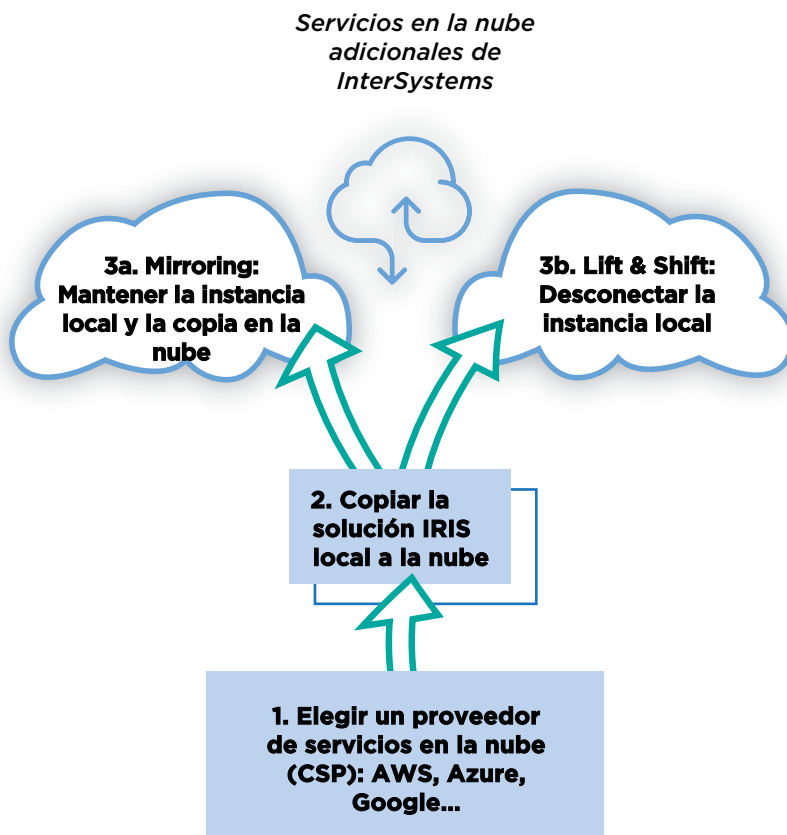 Servicios en la nube
adicionales de
InterSystems
3a. Mirroring:
Mantener la instancia
local y la copia en la
nube
3b. Lift & Shift:
Desconectar la
instancia local
2. Copiar la
solución IRIS
local a la nube
1. Elegir un proveedor
de servicios en la nube
(CSP): AWS, Azure,
Google...